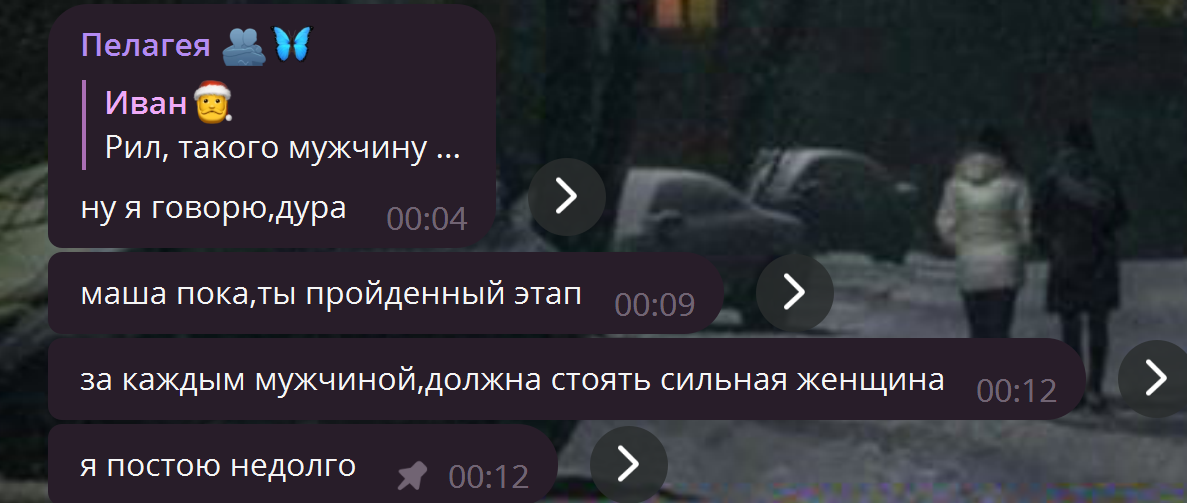 Пелагея 🫂🦋
Иван🎅
Рил, такого мужчину ...
ну я говорю,дура 00:04
маша пока,ты пройденный этап 00:09
за каждым мужчиной,должна стоять сильная женщина 00:12
я постою недолго 00:12